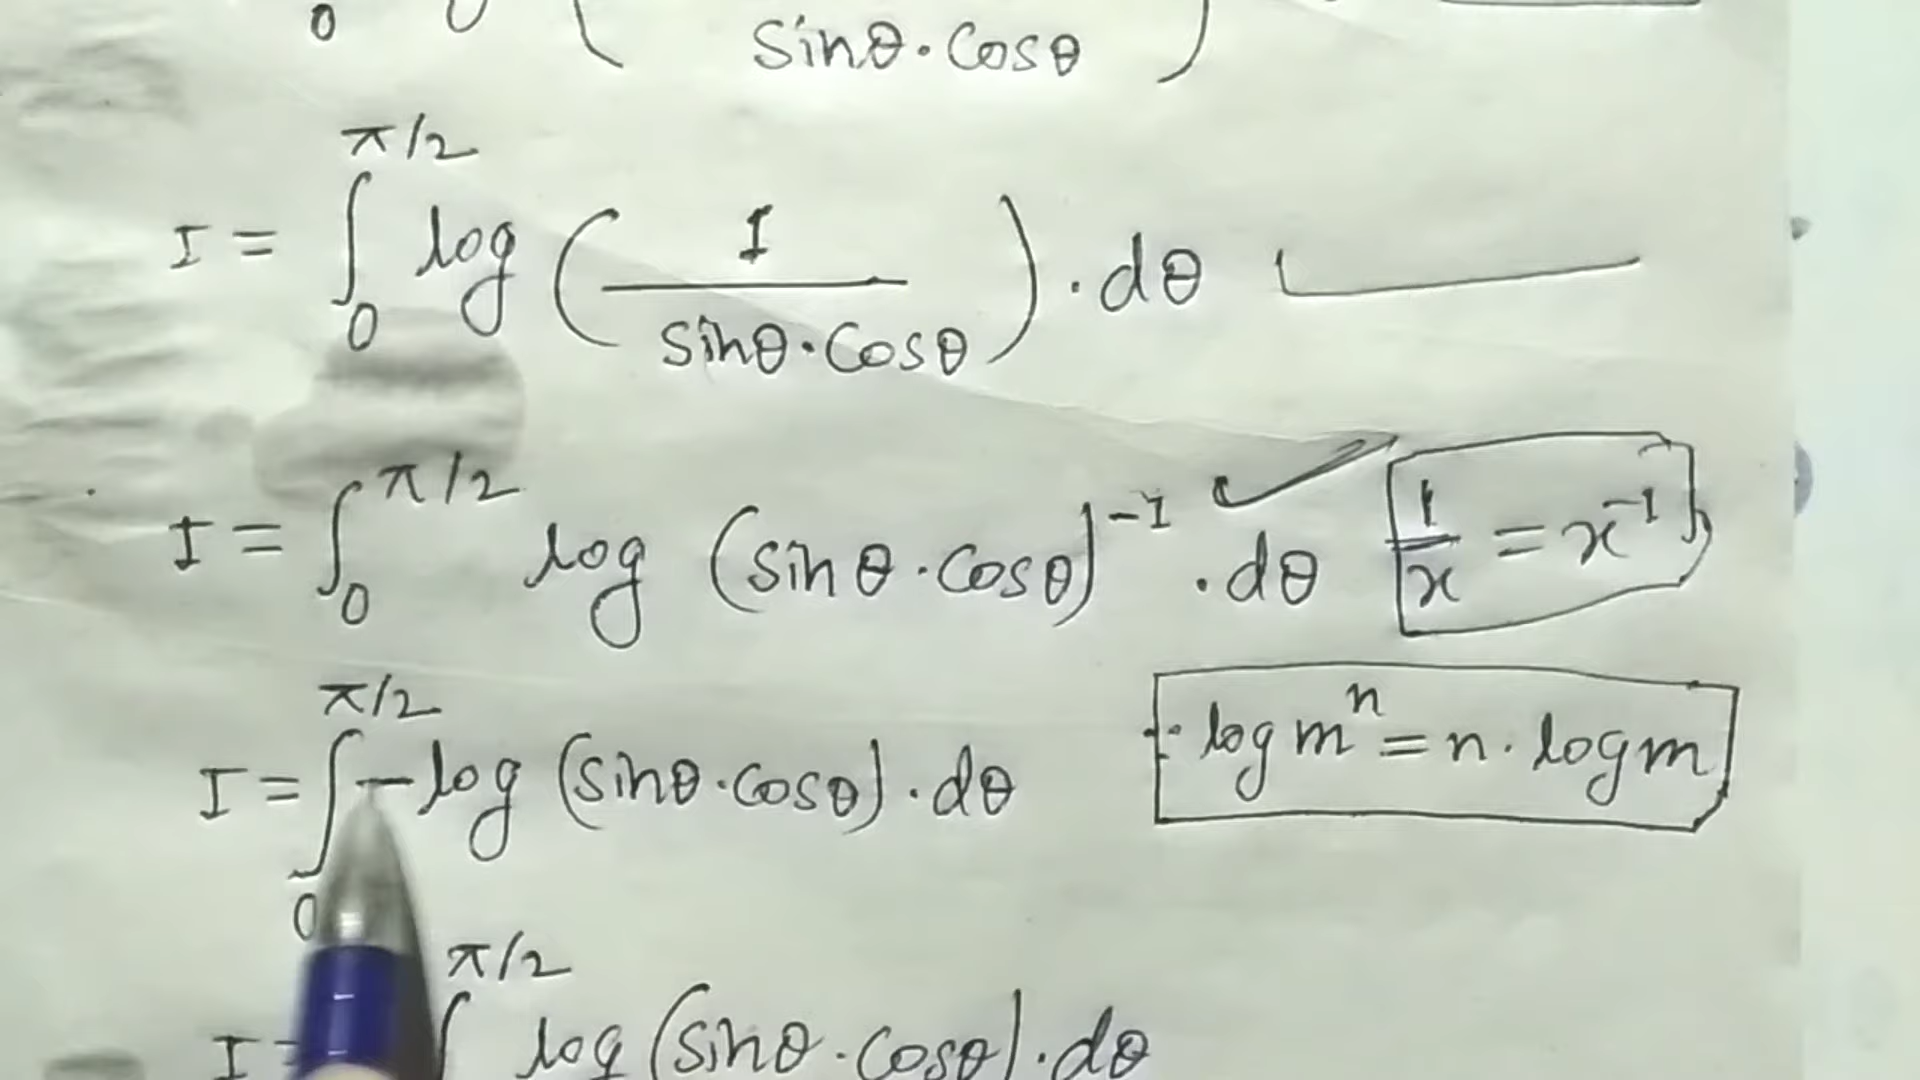 0 ( sinθ·cosθ )
I = ∫₀^π/2 log ( I / sinθ·cosθ ) · dθ
I = ∫₀^π/2 log (sinθ·cosθ)^-1 · dθ
1/x = x^-1
I = ∫₀^π/2 -log (sinθ·cosθ) · dθ
∵ log m^n = n · log m
π/2
I = ∫ log (sinθ·cosθ) · dθ